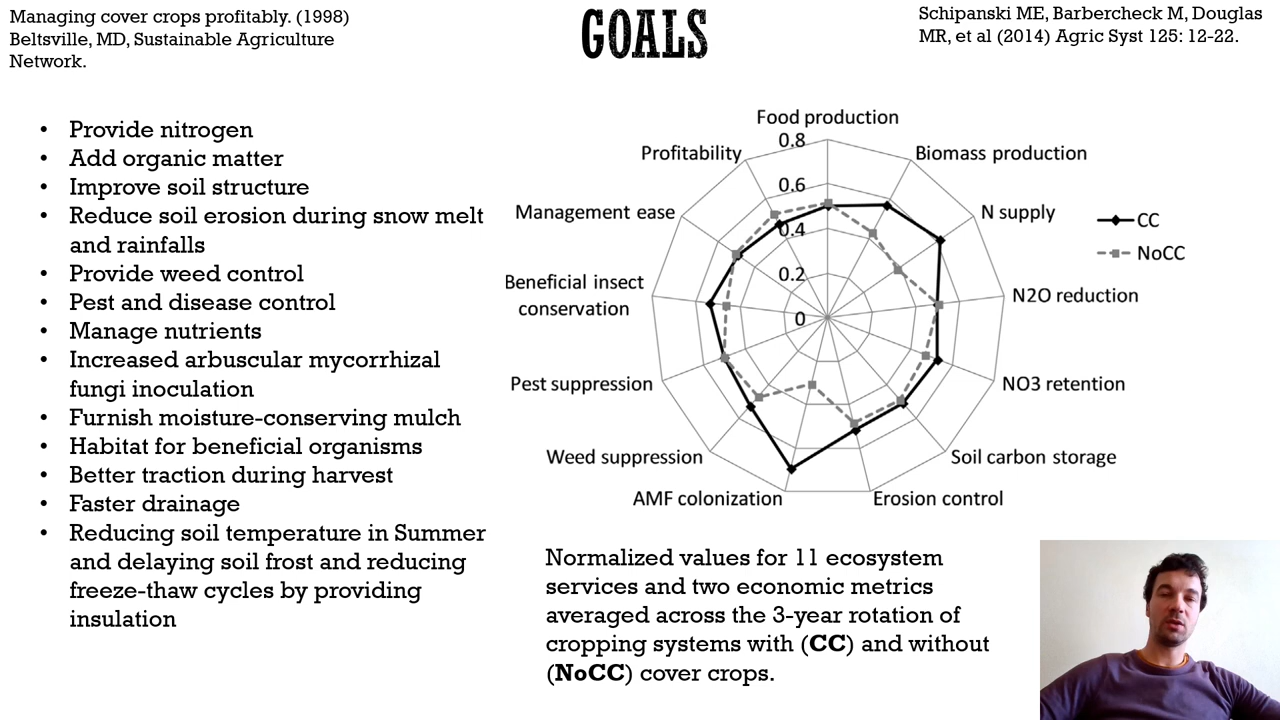 Managing cover crops profitably. (1998)
Beltsville, MD, Sustainable Agriculture
Network.
GOALS
Schipanski ME, Barbercheck M, Douglas
MR, et al (2014) Agric Syst 125: 12-22.
• Provide nitrogen
• Add organic matter
• Improve soil structure
• Reduce soil erosion during snow melt
and rainfalls
• Provide weed control
• Pest and disease control
• Manage nutrients
• Increased arbuscular mycorrhizal
fungi inoculation
• Furnish moisture-conserving mulch
• Habitat for beneficial organisms
• Better traction during harvest
• Faster drainage
• Reducing soil temperature in Summer
and delaying soil frost and reducing
freeze-thaw cycles by providing
insulation
Food production
0.8
Profitability
Biomass production
0.6
Management ease
N supply
0.4
CC
NoCC
0.2
Beneficial insect
conservation
N2O reduction
0
Pest suppression
NO3 retention
Weed suppression
Soil carbon storage
AMF colonization
Erosion control
Normalized values for 11 ecosystem
services and two economic metrics
averaged across the 3-year rotation of
cropping systems with (CC) and without
(NoCC) cover crops.